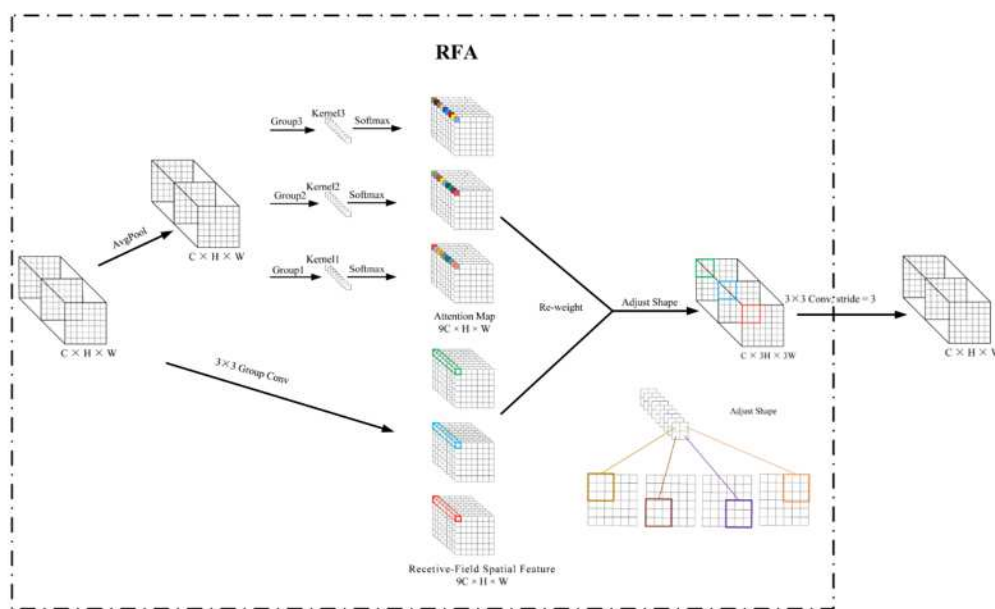 RFA
Kernel3
Group3
Softmax
Kernel2
Group2
Softmax
AvgPool
C × H × W
Kernel1
Group1
Softmax
C × H × W
Attention Map
9C × H × W
Re-weight
Adjust Shape
3×3 Conv, stride = 3
C × 3H × 3W
C × H × W
3×3 Group Conv
Adjust Shape
Recetive-Field Spatial Feature
9C × H × W